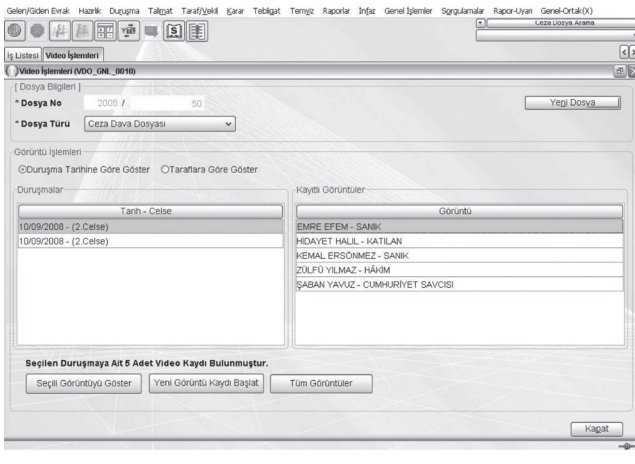 Gelen/Giden Evrak Hazırlık Duruşma Talimat Taraf/Vekil Karar Tebligat Temyiz Raporlar İnfaz Genel İşlemler Sorgulamalar Rapor-Uyarı Genel-Ortak(X)
Ceza Dosya Arama
İş Listesi Video İşlemleri
Video İşlemleri (VDO_GNL_0010)
[ Dosya Bilgileri ]
* Dosya No 2008 / 50 Yeni Dosya
* Dosya Türü Ceza Dava Dosyası
Görüntü İşlemleri
Duruşma Tarihine Göre Göster Taraflara Göre Göster
Duruşmalar Kayıtlı Görüntüler
Tarih - Celse Görüntü
10/09/2008 - (2.Celse) EMRE EFEM - SANIK
10/09/2008 - (2.Celse) HİDAYET HALİL - KATILAN
KEMAL ERSÖNMEZ - SANIK
ZÜLFÜ YILMAZ - HÂKİM
ŞABAN YAVUZ - CUMHURİYET SAVCISI
Seçilen Duruşmaya Ait 5 Adet Video Kaydı Bulunmuştur.
Seçili Görüntüyü Göster Yeni Görüntü Kaydı Başlat Tüm Görüntüler
Kapat